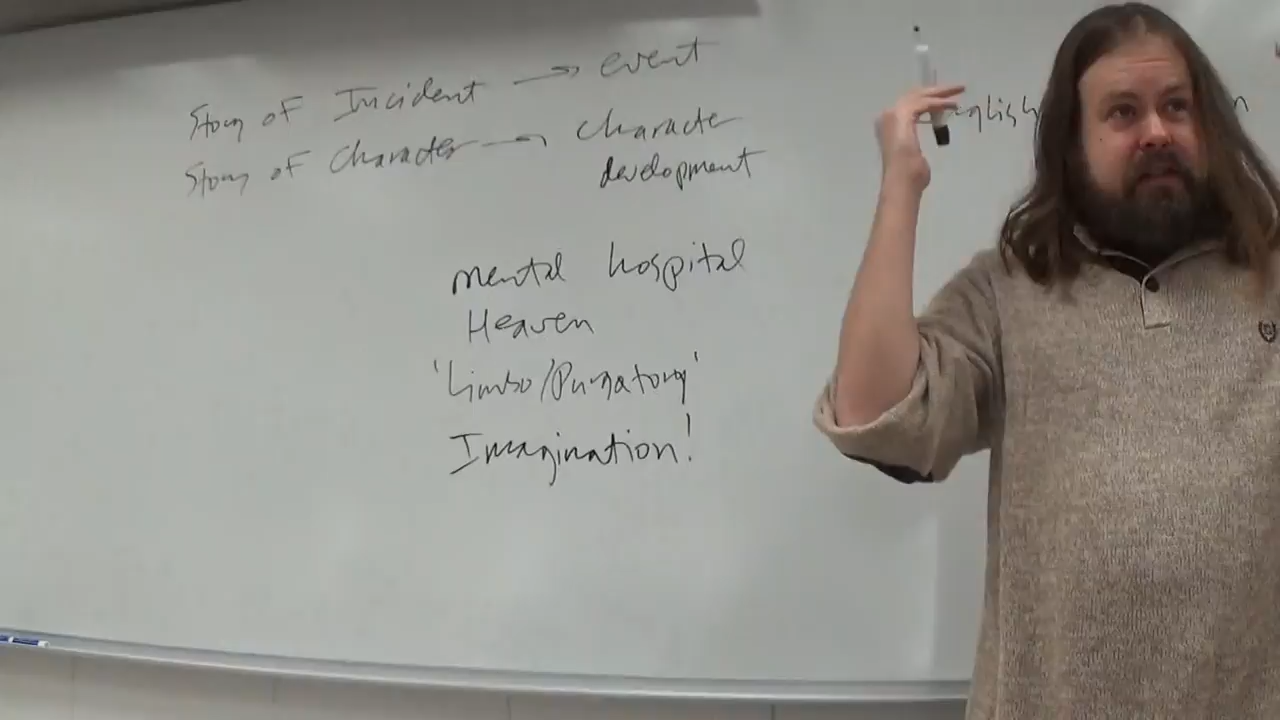 Story of Incident → event
Story of Character → character
development
mental hospital
Heaven
'Limbo/Purgatory'
Imagination!